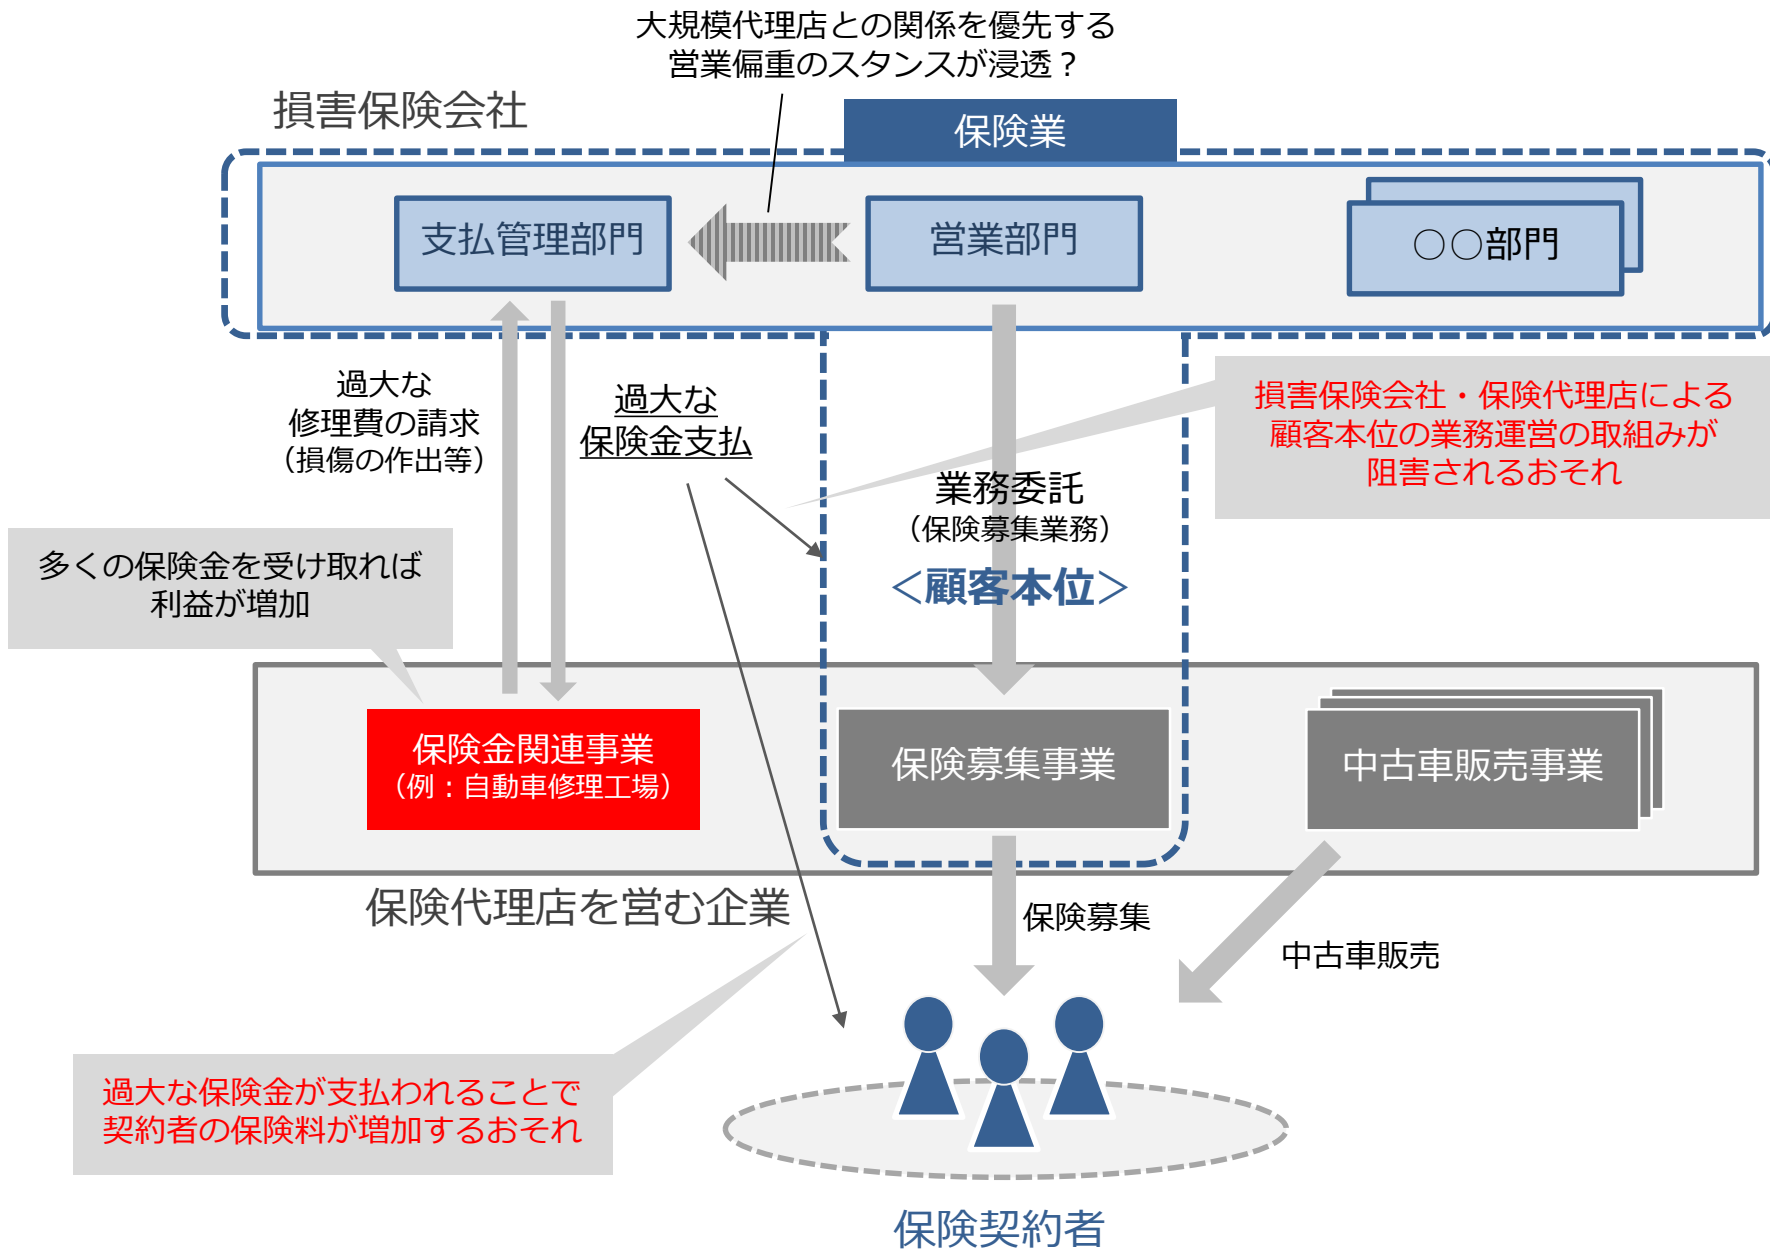 大規模代理店との関係を優先する
営業偏重のスタンスが浸透？
損害保険会社
保険業
支払管理部門
営業部門
〇〇部門
過大な
修理費の請求
（損傷の作出等）
過大な
保険金支払
損害保険会社・保険代理店による
顧客本位の業務運営の取組みが
阻害されるおそれ
業務委託
（保険募集業務）
＜顧客本位＞
多くの保険金を受け取れば
利益が増加
保険金関連事業
（例：自動車修理工場）
保険募集事業
中古車販売事業
保険代理店を営む企業
保険募集
中古車販売
過大な保険金が支払われることで
契約者の保険料が増加するおそれ
保険契約者